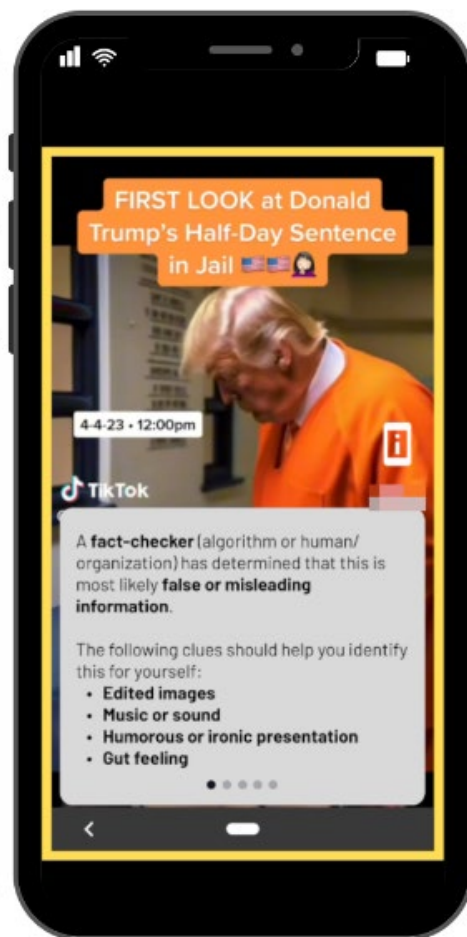 FIRST LOOK at Donald
Trump's Half-Day Sentence
in Jail 🇺🇸🇺🇸🤦🏻‍♀️
4-4-23 • 12:00pm
i
TikTok
A fact-checker (algorithm or human/
organization) has determined that this is
most likely false or misleading
information.
The following clues should help you identify
this for yourself:
• Edited images
• Music or sound
• Humorous or ironic presentation
• Gut feeling